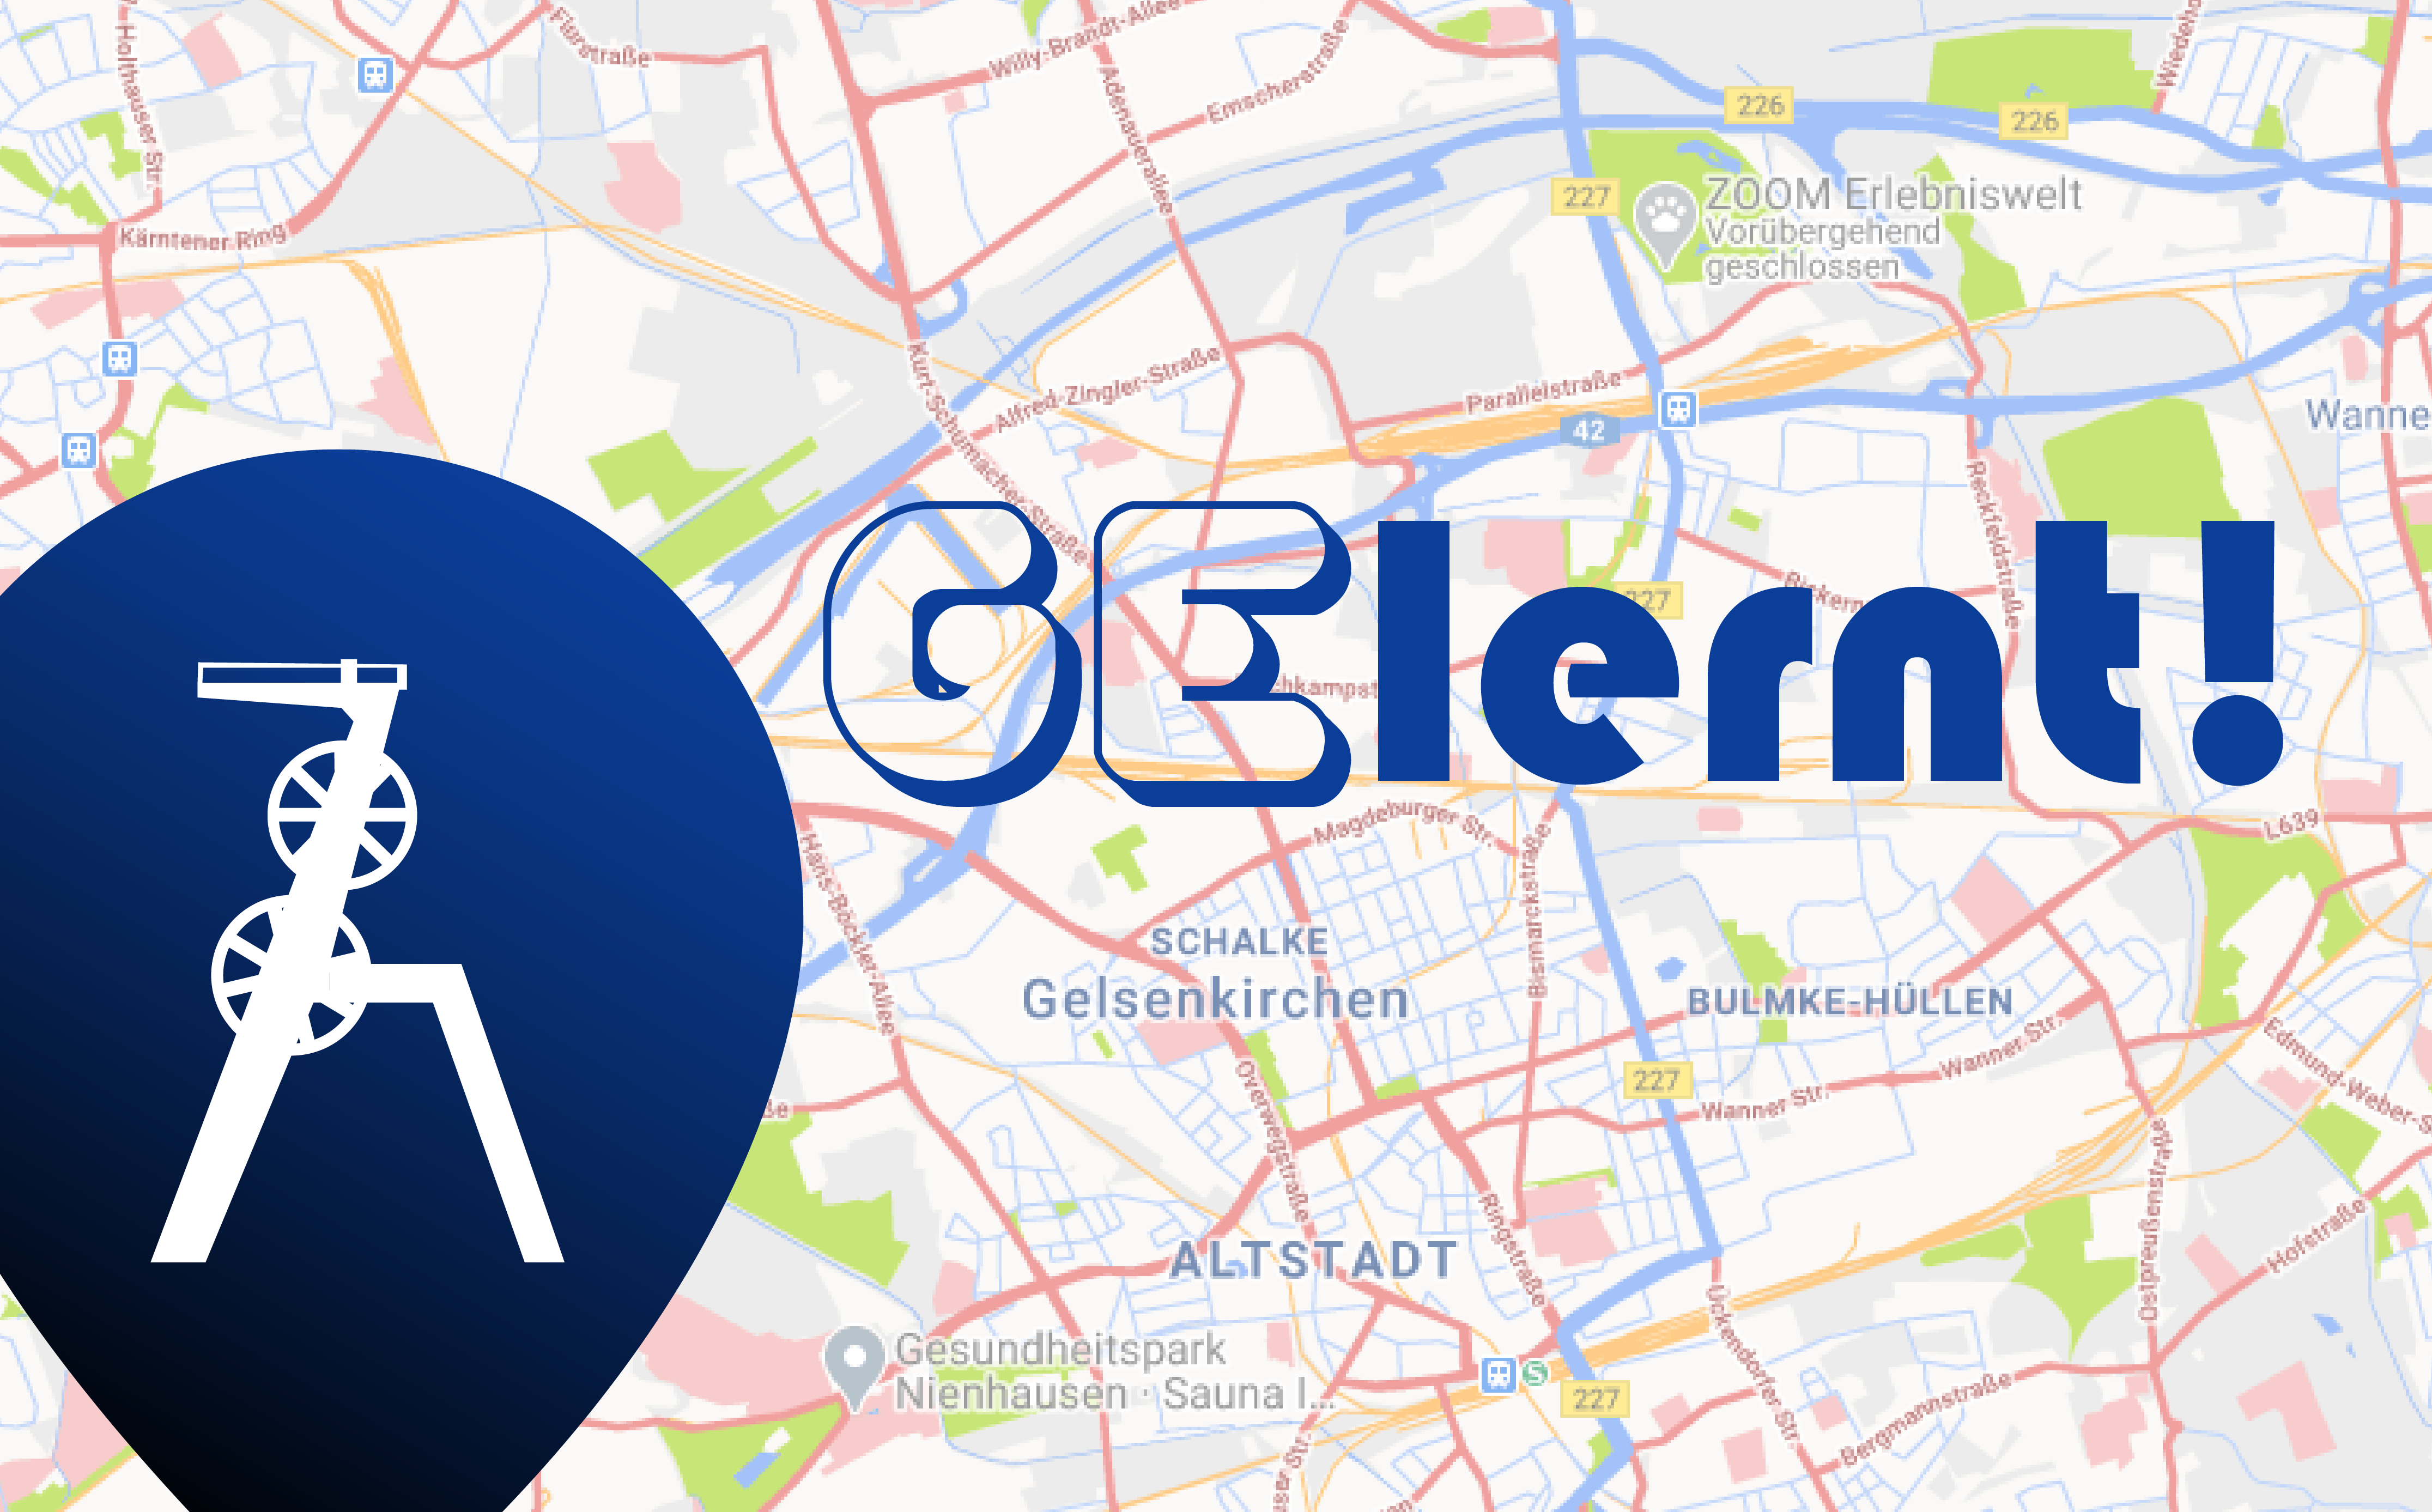 Holthauser Str.
Flurstraße
Willy-Brandt-Allee
Adenauerallee
Emscherstraße
226
226
227
ZOOM Erlebniswelt
Vorübergehend
geschlossen
Kärntener Ring
Kurt-Schumacher-Straße
Alfred-Zingler-Straße
Parallelstraße
42
Wanne
227
GElernt!
Magdeburger Str.
L639
Hans-Böckler-Allee
Bismarckstraße
SCHALKE
Gelsenkirchen
BULMKE-HÜLLEN
Overwegstraße
227
Wanner Str.
Wanner Str.
Edmund-Weber-S
Ringstraße
ALTSTADT
Ückendorfer Str.
Ostpreußenstraße
Hofstraße
Gesundheitspark
Nienhausen · Sauna I...
S
227
Bergmannstraße